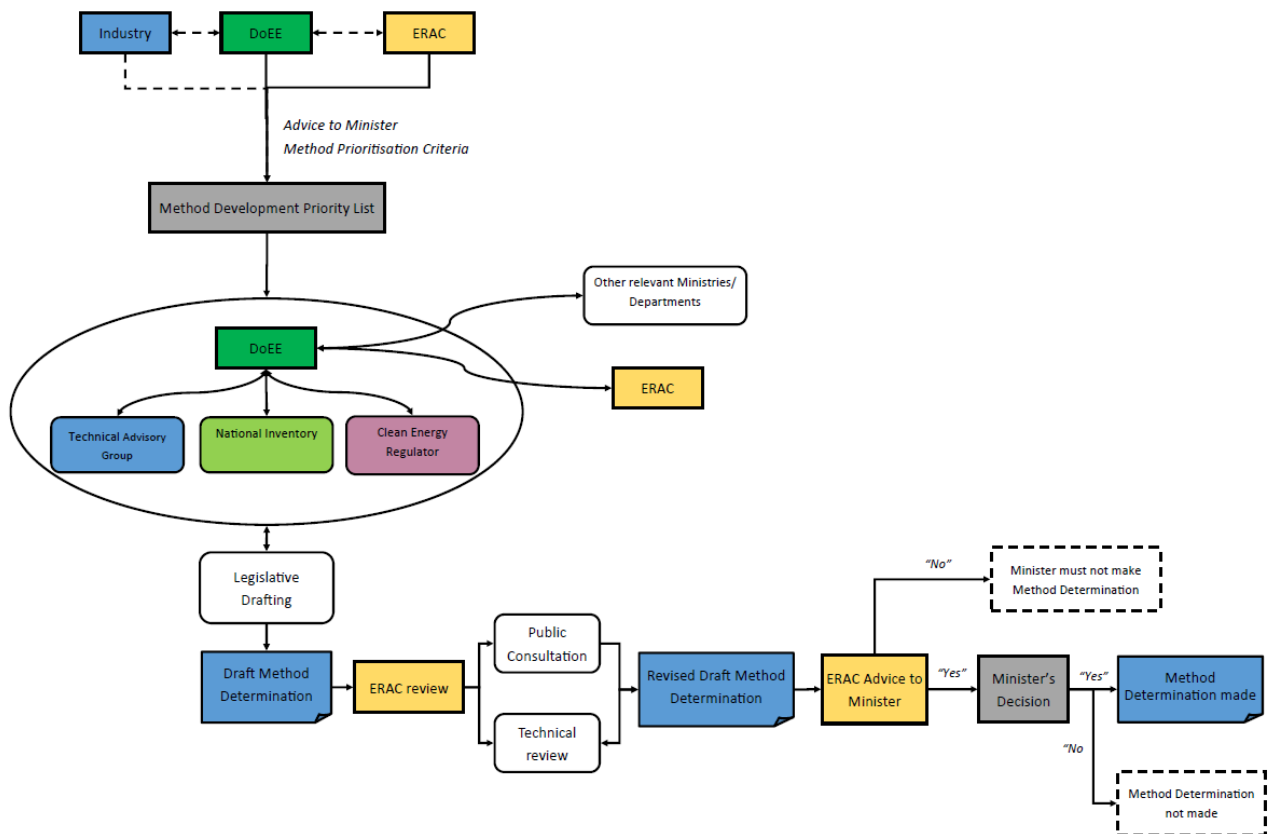 Industry
DoEE
ERAC
Advice to Minister
Method Prioritisation Criteria
Method Development Priority List
Other relevant Ministries/
Departments
DoEE
ERAC
Technical Advisory
Group
National Inventory
Clean Energy
Regulator
Legislative
Drafting
"No"
Minister must not make
Method Determination
Public
Consultation
Draft Method
Determination
ERAC review
Revised Draft Method
Determination
ERAC Advice to
Minister
"Yes"
Minister's
Decision
"Yes"
Method
Determination made
Technical
review
"No
Method Determination
not made